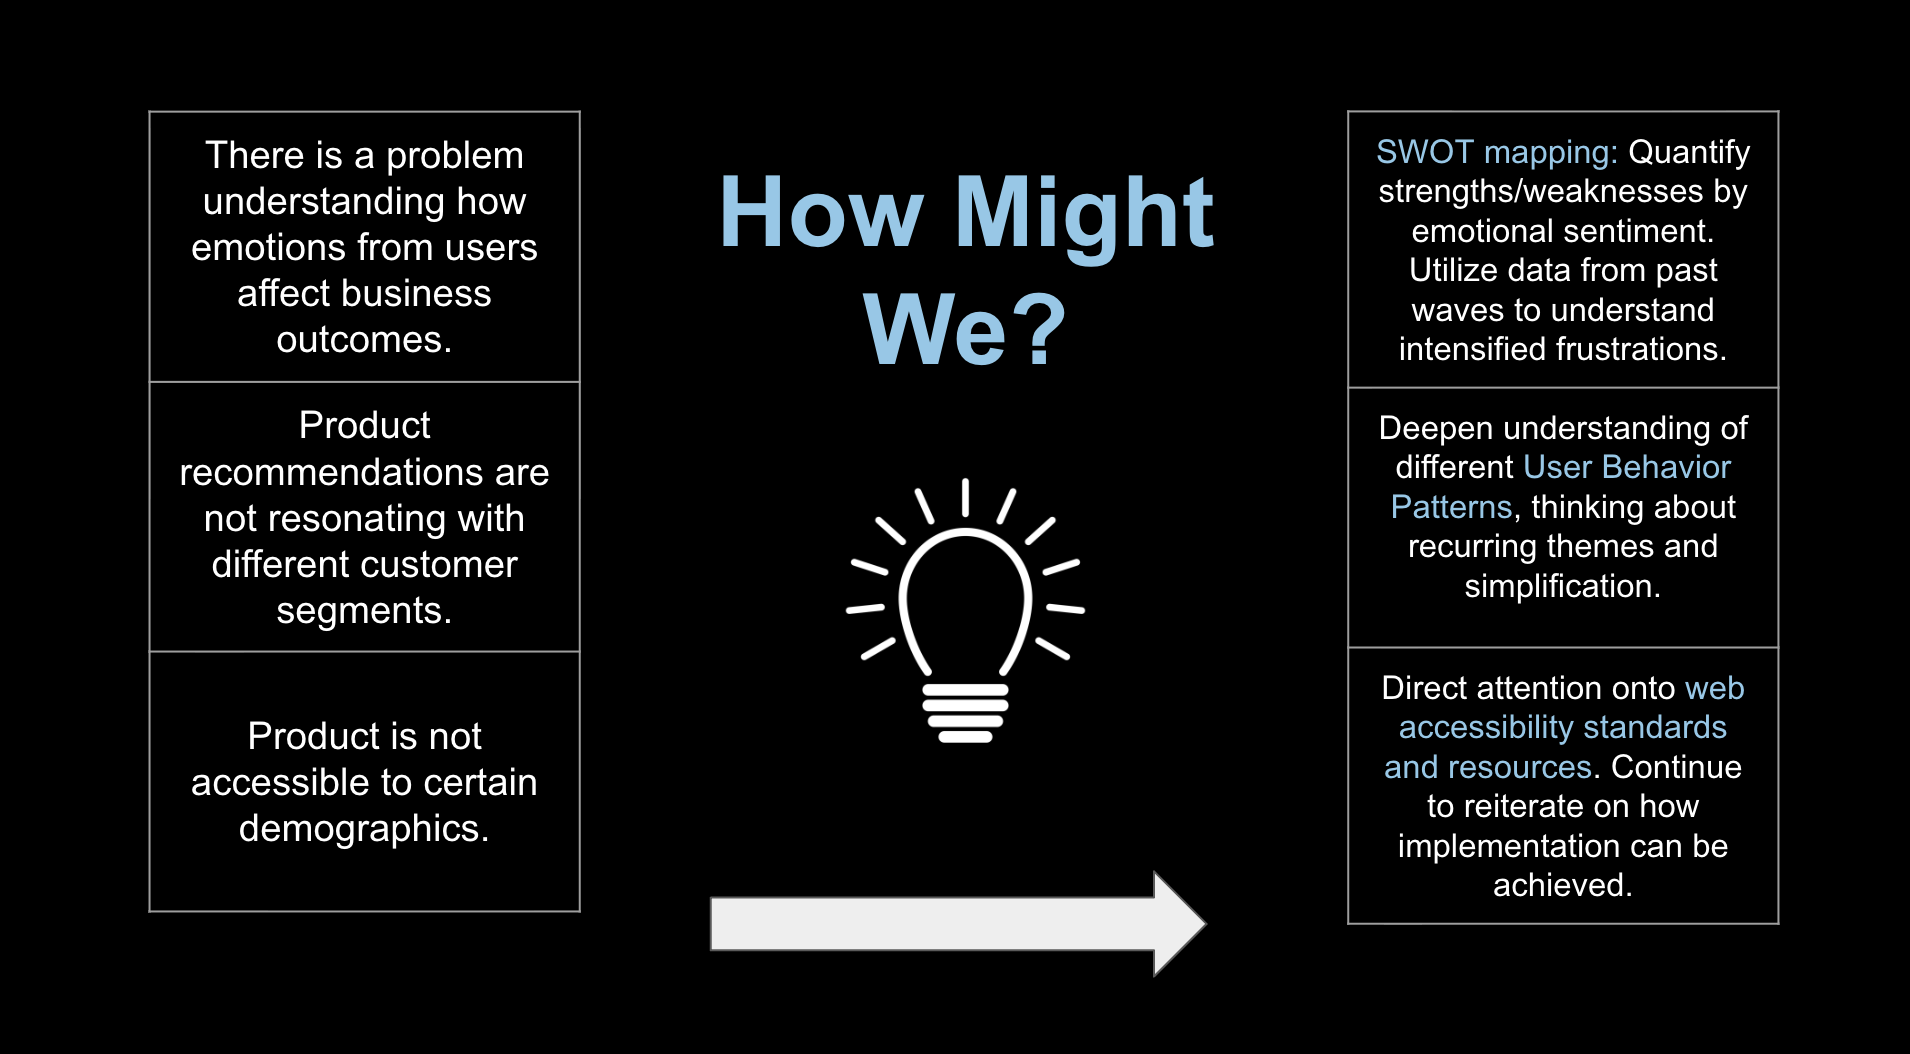 There is a problem
understanding how
emotions from users
affect business
outcomes.
Product
recommendations are
not resonating with
different customer
segments.
Product is not
accessible to certain
demographics.
How Might
We?
SWOT mapping: Quantify
strengths/weaknesses by
emotional sentiment.
Utilize data from past
waves to understand
intensified frustrations.
Deepen understanding of
different User Behavior
Patterns, thinking about
recurring themes and
simplification.
Direct attention onto web
accessibility standards
and resources. Continue
to reiterate on how
implementation can be
achieved.